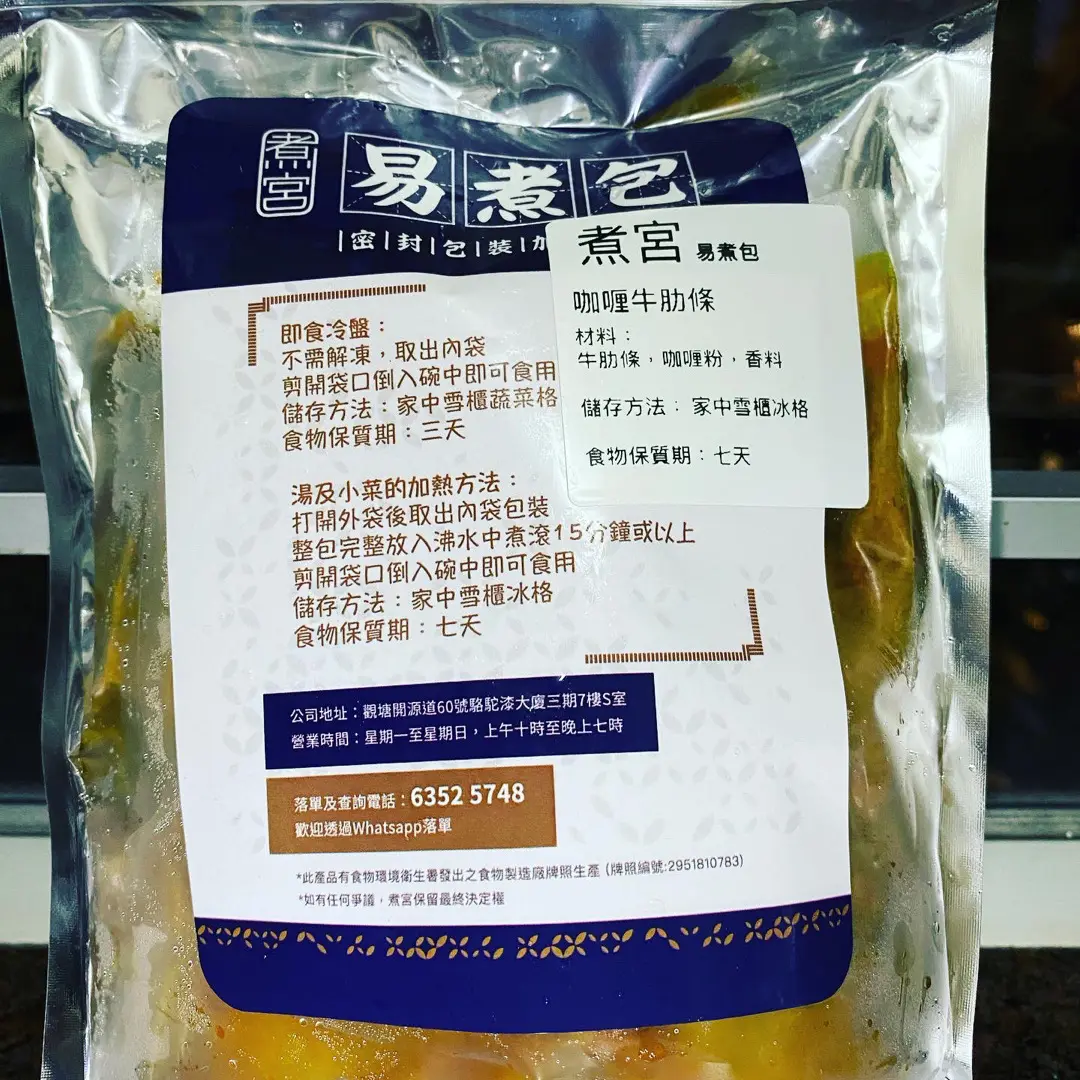 煮宮
易煮包
密封包裝加
煮宮 易煮包
咖喱牛肋條
材料：
牛肋條，咖喱粉，香料
儲存方法：家中雪櫃冰格
食物保質期：七天
即食冷盤：
不需解凍，取出內袋
剪開袋口倒入碗中即可食用
儲存方法：家中雪櫃蔬菜格
食物保質期：三天
湯及小菜的加熱方法：
打開外袋後取出內袋包裝
整包完整放入沸水中煮滾15分鐘或以上
剪開袋口倒入碗中即可食用
儲存方法：家中雪櫃冰格
食物保質期：七天
公司地址：觀塘開源道60號駱駝漆大廈三期7樓S室
營業時間：星期一至星期日，上午十時至晚上七時
落單及查詢電話：6352 5748
歡迎透過Whatsapp落單
*此產品有食物環境衛生署發出之食物製造廠牌照生產 (牌照編號:2951810783)
*如有任何爭議，煮宮保留最終決定權